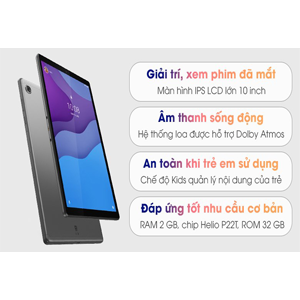 Giải trí, xem phim đã mắt
Màn hình IPS LCD lớn 10 inch
Âm thanh sống động
Hệ thống loa được hỗ trợ Dolby Atmos
An toàn khi trẻ em sử dụng
Chế độ Kids quản lý nội dung của trẻ
Đáp ứng tốt nhu cầu cơ bản
RAM 2 GB, chip Helio P22T, ROM 32 GB